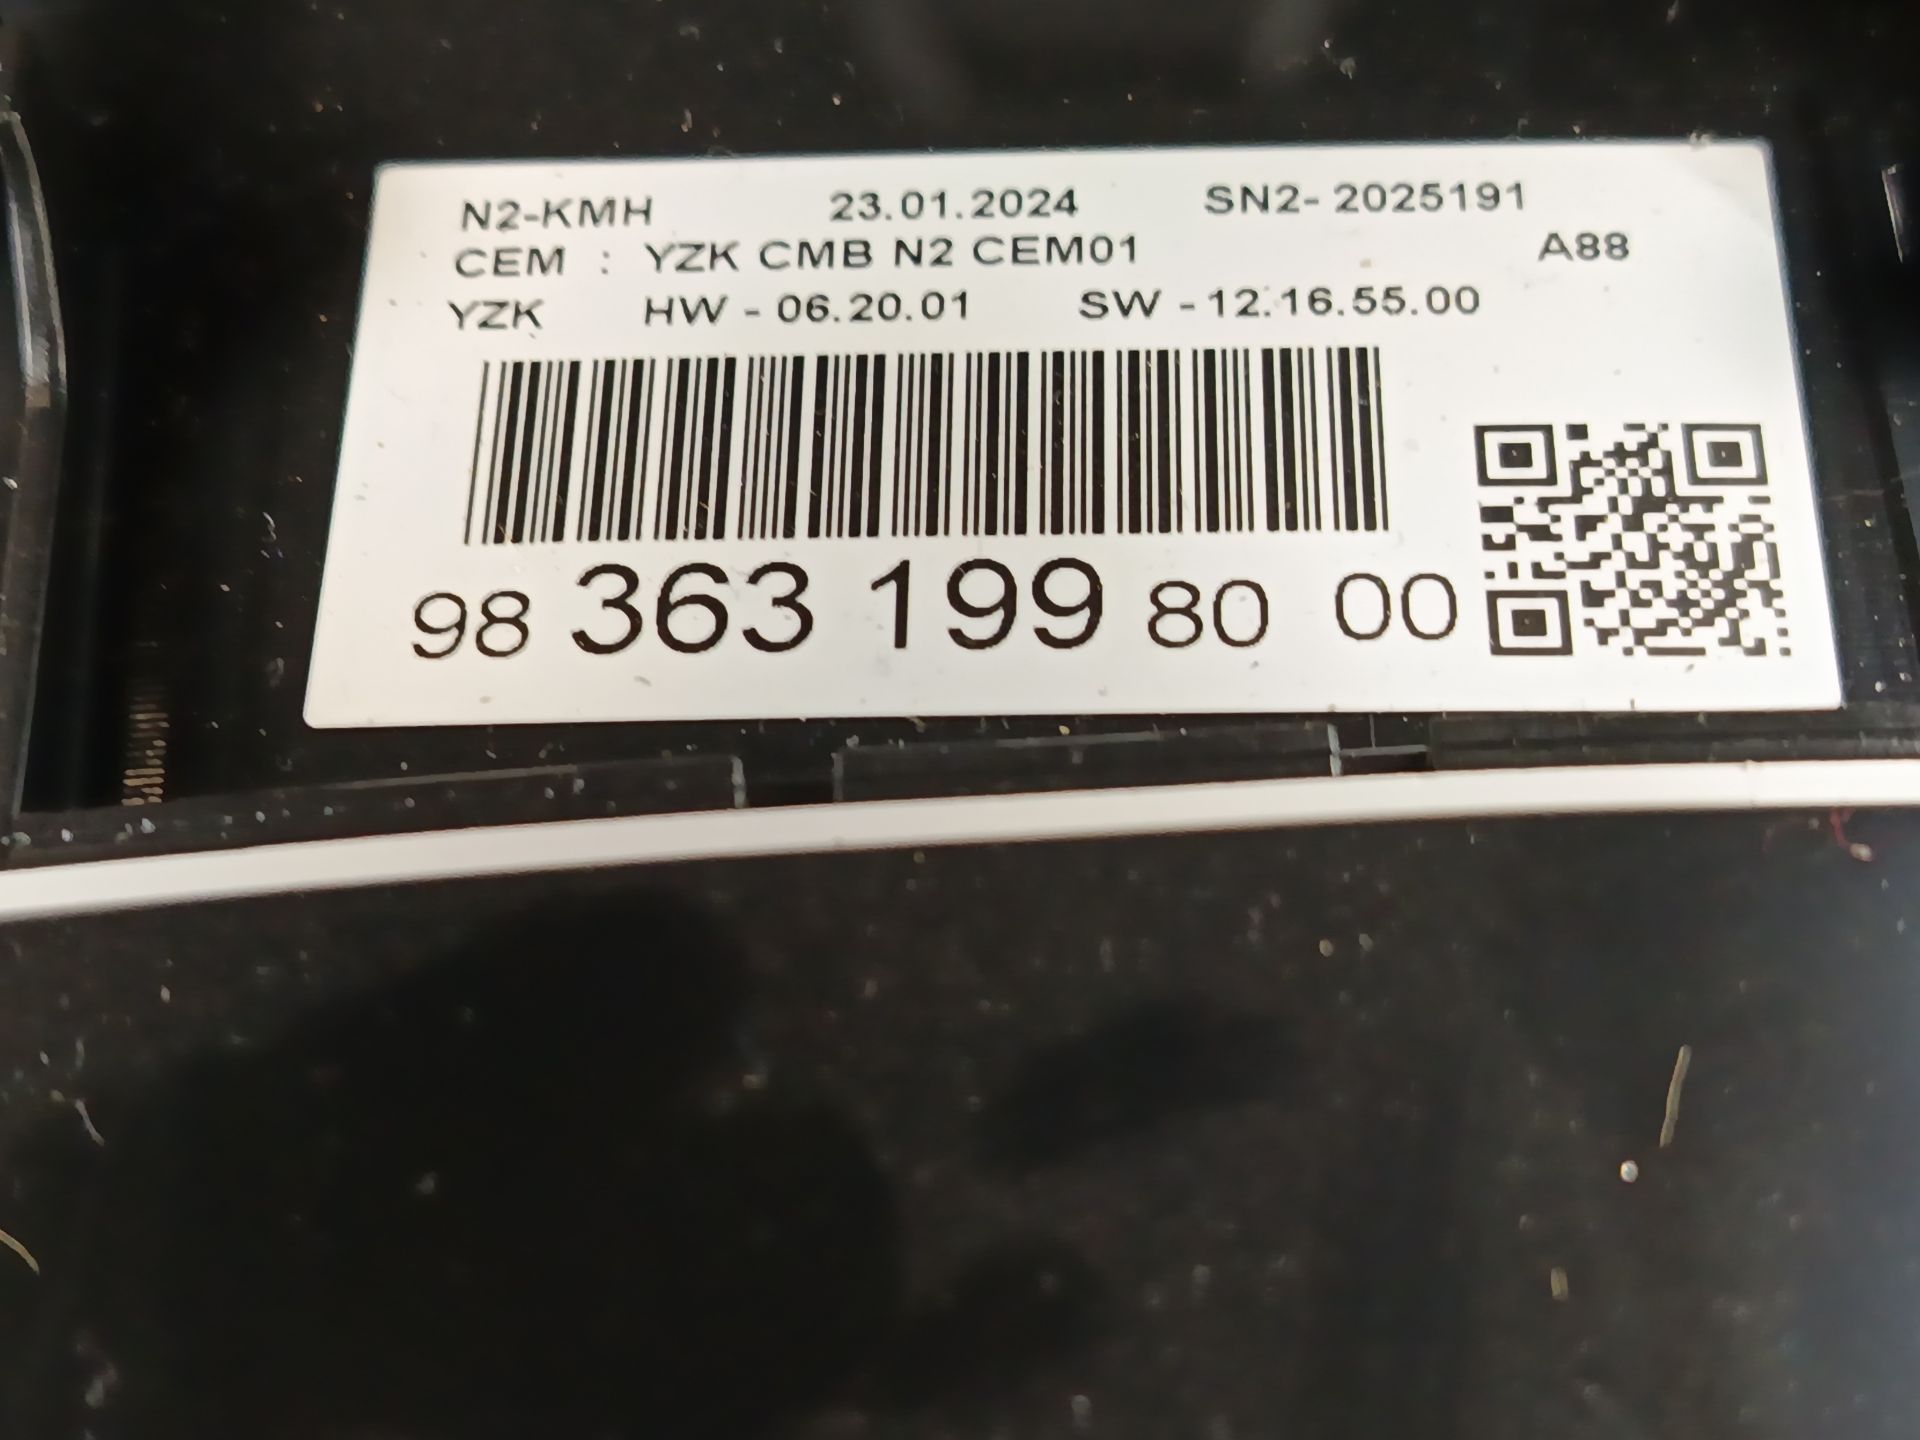 N2-KMH 23.01.2024 SN2- 2025191
CEM : YZK CMB N2 CEM01 A88
YZK HW - 06.20.01 SW - 12.16.55.00
98 363 199 80 00